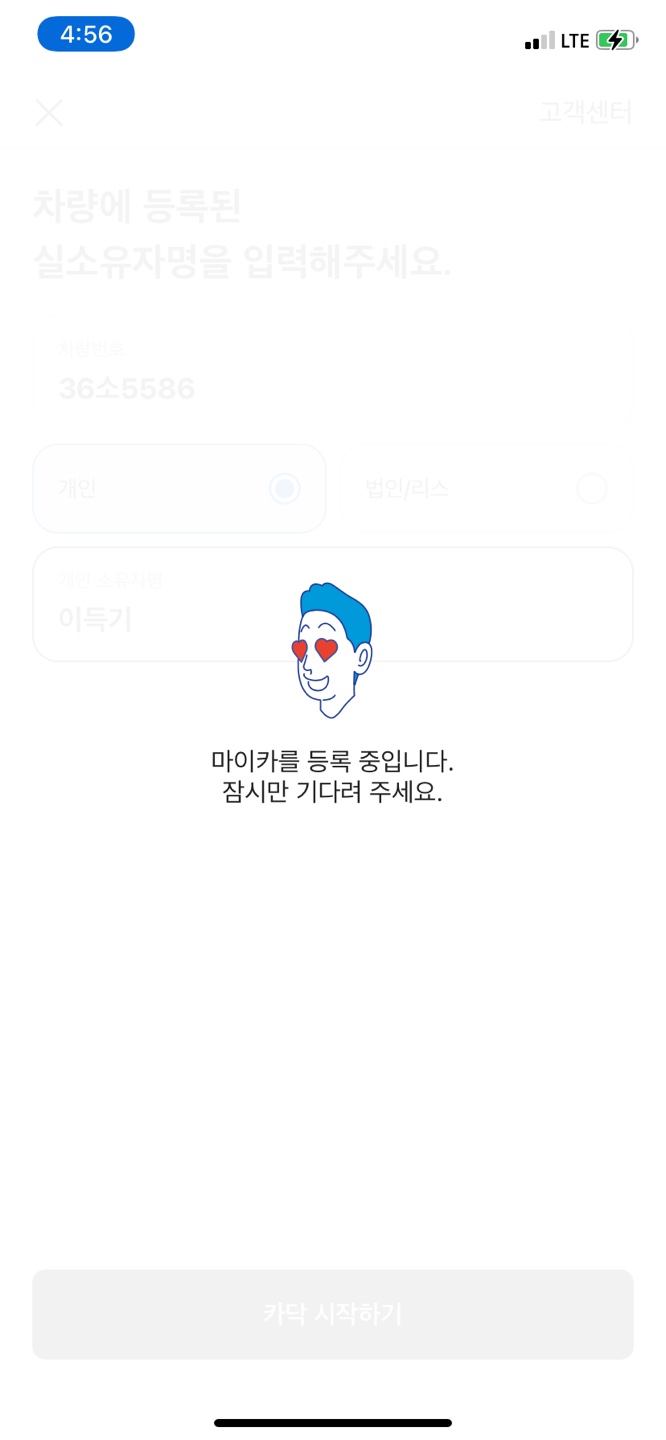 4:56
LTE
고객센터
차량에 등록된
실소유자명을 입력해주세요.
차량번호
36소5586
개인
법인/리스
개인 소유자명
이득기
마이카를 등록 중입니다.
잠시만 기다려 주세요.
카닥 시작하기